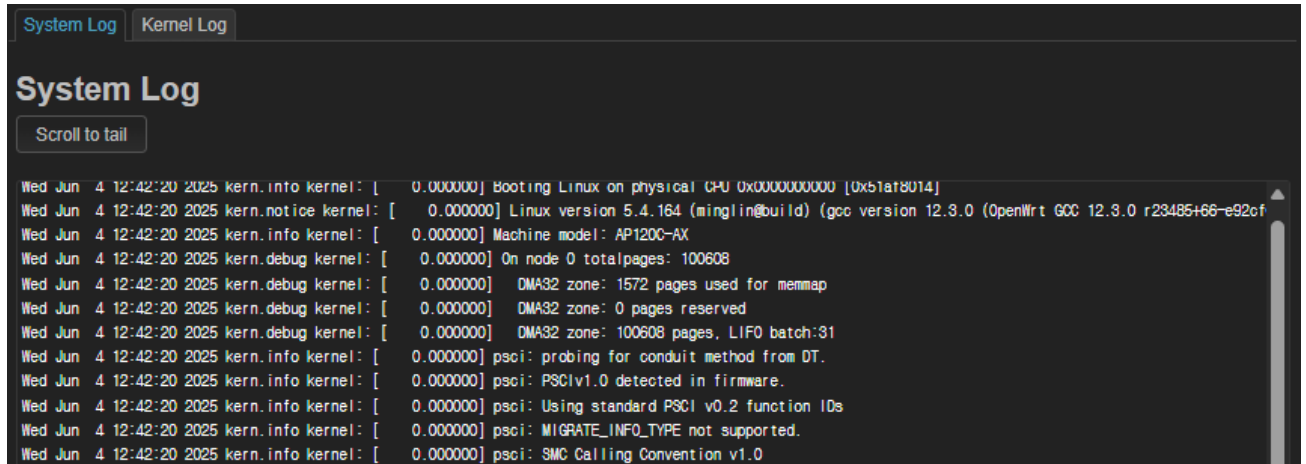 System Log Kernel Log
System Log
Scroll to tail
Wed Jun 4 12:42:20 2025 kern.info kernel: [ 0.000000] Booting Linux on physical CPU 0x0000000000 [0x51af8014]
Wed Jun 4 12:42:20 2025 kern.notice kernel: [ 0.000000] Linux version 5.4.164 (minglin@build) (gcc version 12.3.0 (OpenWrt GCC 12.3.0 r23485+66-e92cf
Wed Jun 4 12:42:20 2025 kern.info kernel: [ 0.000000] Machine model: AP120C-AX
Wed Jun 4 12:42:20 2025 kern.debug kernel: [ 0.000000] On node 0 totalpages: 100608
Wed Jun 4 12:42:20 2025 kern.debug kernel: [ 0.000000] DMA32 zone: 1572 pages used for memmap
Wed Jun 4 12:42:20 2025 kern.debug kernel: [ 0.000000] DMA32 zone: 0 pages reserved
Wed Jun 4 12:42:20 2025 kern.debug kernel: [ 0.000000] DMA32 zone: 100608 pages, LIFO batch:31
Wed Jun 4 12:42:20 2025 kern.info kernel: [ 0.000000] psci: probing for conduit method from DT.
Wed Jun 4 12:42:20 2025 kern.info kernel: [ 0.000000] psci: PSCIv1.0 detected in firmware.
Wed Jun 4 12:42:20 2025 kern.info kernel: [ 0.000000] psci: Using standard PSCI v0.2 function IDs
Wed Jun 4 12:42:20 2025 kern.info kernel: [ 0.000000] psci: MIGRATE_INFO_TYPE not supported.
Wed Jun 4 12:42:20 2025 kern.info kernel: [ 0.000000] psci: SMC Calling Convention v1.0